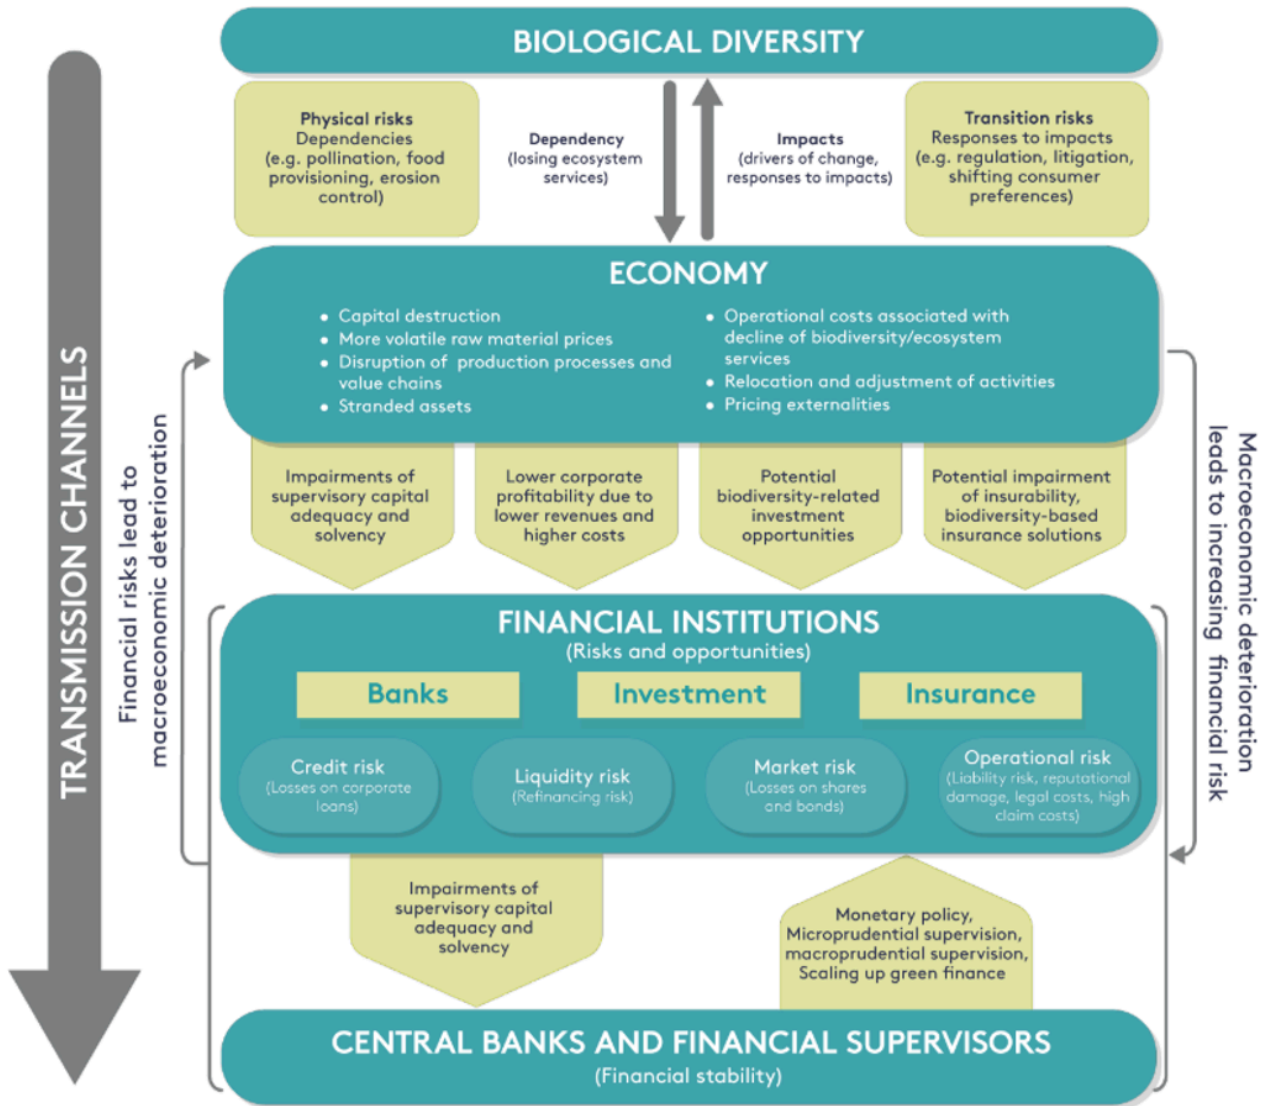 BIOLOGICAL DIVERSITY
Physical risks
Dependencies
(e.g. pollination, food
provisioning, erosion
control)
Dependency
(losing ecosystem
services)
Impacts
(drivers of change,
responses to impacts)
Transition risks
Responses to impacts
(e.g. regulation, litigation,
shifting consumer
preferences)
TRANSMISSION CHANNELS
Financial risks lead to
macroeconomic deterioration
ECONOMY
• Capital destruction
• More volatile raw material prices
• Disruption of production processes and
value chains
• Stranded assets
• Operational costs associated with
decline of biodiversity/ecosystem
services
• Relocation and adjustment of activities
• Pricing externalities
Macroeconomic deterioration
leads to increasing financial risk
Impairments of
supervisory capital
adequacy and
solvency
Lower corporate
profitability due to
lower revenues and
higher costs
Potential
biodiversity-related
investment
opportunities
Potential impairment
of insurability,
biodiversity-based
insurance solutions
FINANCIAL INSTITUTIONS
(Risks and opportunities)
Banks
Investment
Insurance
Credit risk
(Losses on corporate
loans)
Liquidity risk
(Refinancing risk)
Market risk
(Losses on shares
and bonds)
Operational risk
(Liability risk, reputational
damage, legal costs, high
claim costs)
Impairments of
supervisory capital
adequacy and
solvency
Monetary policy,
Microprudential supervision,
macroprudential supervision,
Scaling up green finance
CENTRAL BANKS AND FINANCIAL SUPERVISORS
(Financial stability)